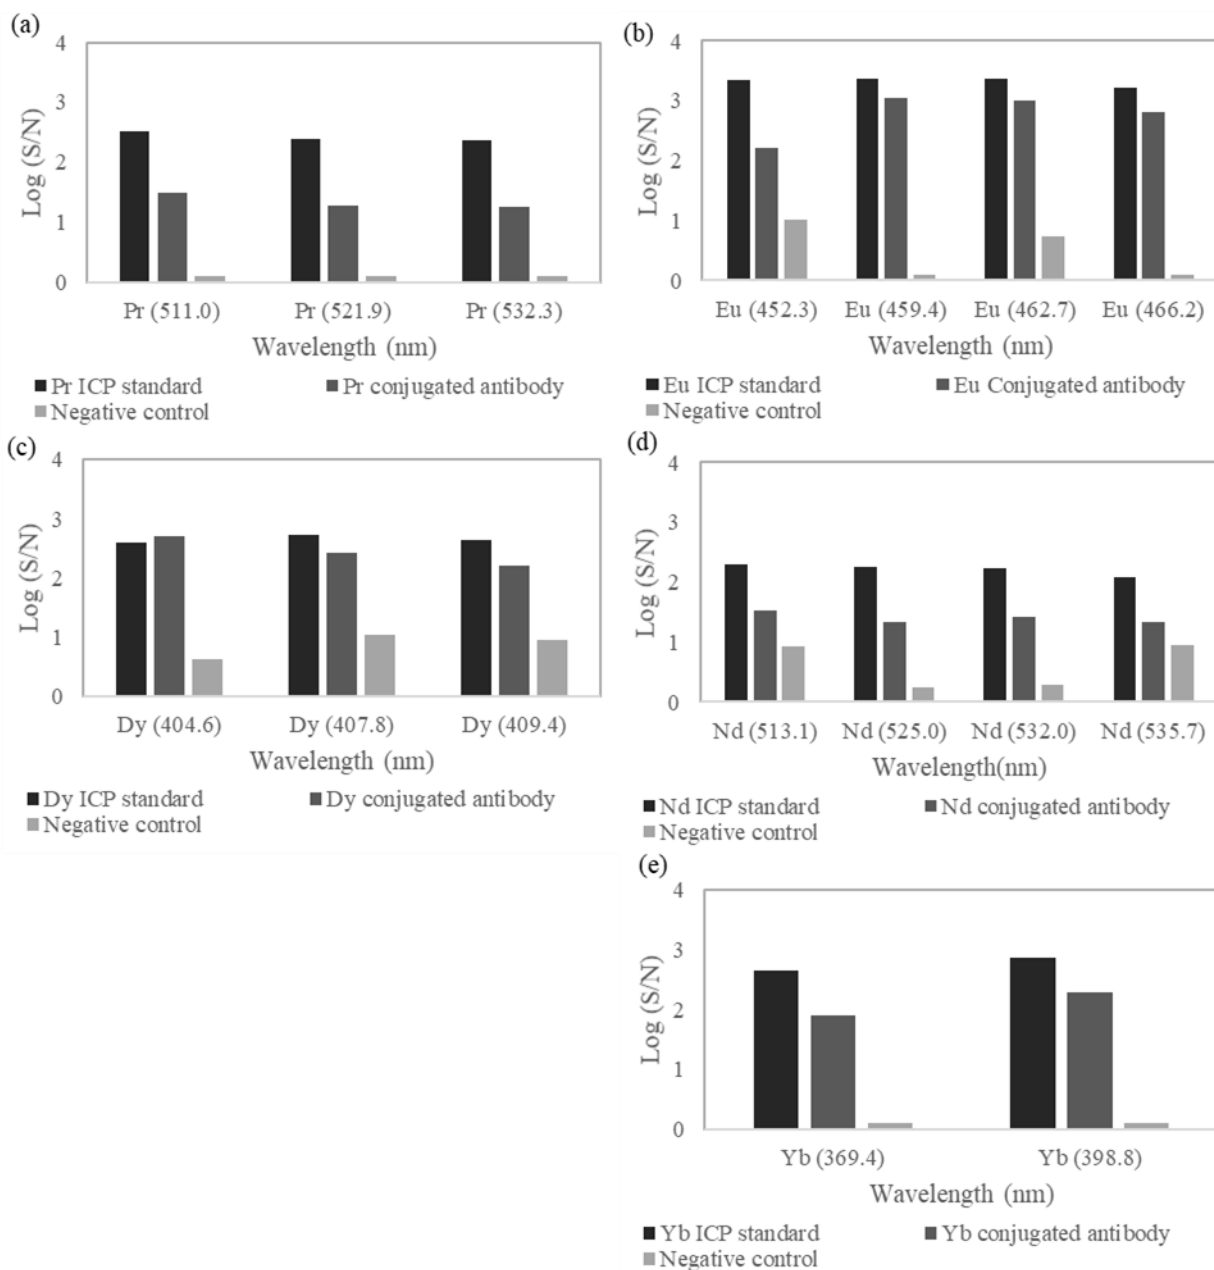 (a)
4
3
2
1
0
Log (S/N)
Pr (511.0) Pr (521.9) Pr (532.3)
Wavelength (nm)
Pr ICP standard Pr conjugated antibody
Negative control
(b)
4
3
2
1
0
Log (S/N)
Eu (452.3) Eu (459.4) Eu (462.7) Eu (466.2)
Wavelength (nm)
Eu ICP standard Eu Conjugated antibody
Negative control
(c)
4
3
2
1
0
Log (S/N)
Dy (404.6) Dy (407.8) Dy (409.4)
Wavelength (nm)
Dy ICP standard Dy conjugated antibody
Negative control
(d)
4
3
2
1
0
Log (S/N)
Nd (513.1) Nd (525.0) Nd (532.0) Nd (535.7)
Wavelength(nm)
Nd ICP standard Nd conjugated antibody
Negative control
(e)
4
3
2
1
0
Log (S/N)
Yb (369.4) Yb (398.8)
Wavelength (nm)
Yb ICP standard Yb conjugated antibody
Negative control